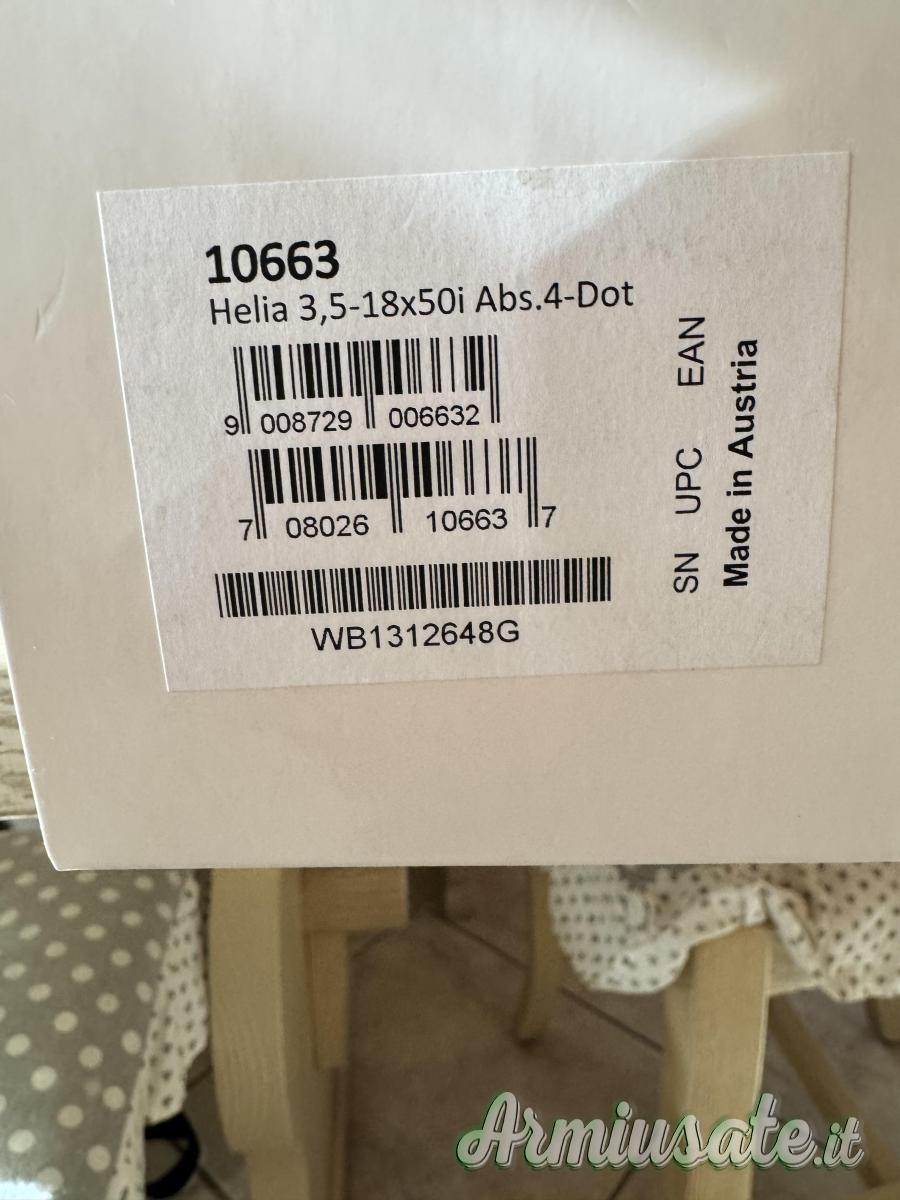 10663
Helia 3,5-18x50i Abs.4-Dot
9 008729 006632
7 08026 10663 7
WB1312648G
EAN
UPC
SN
Made in Austria
Armiusate.it